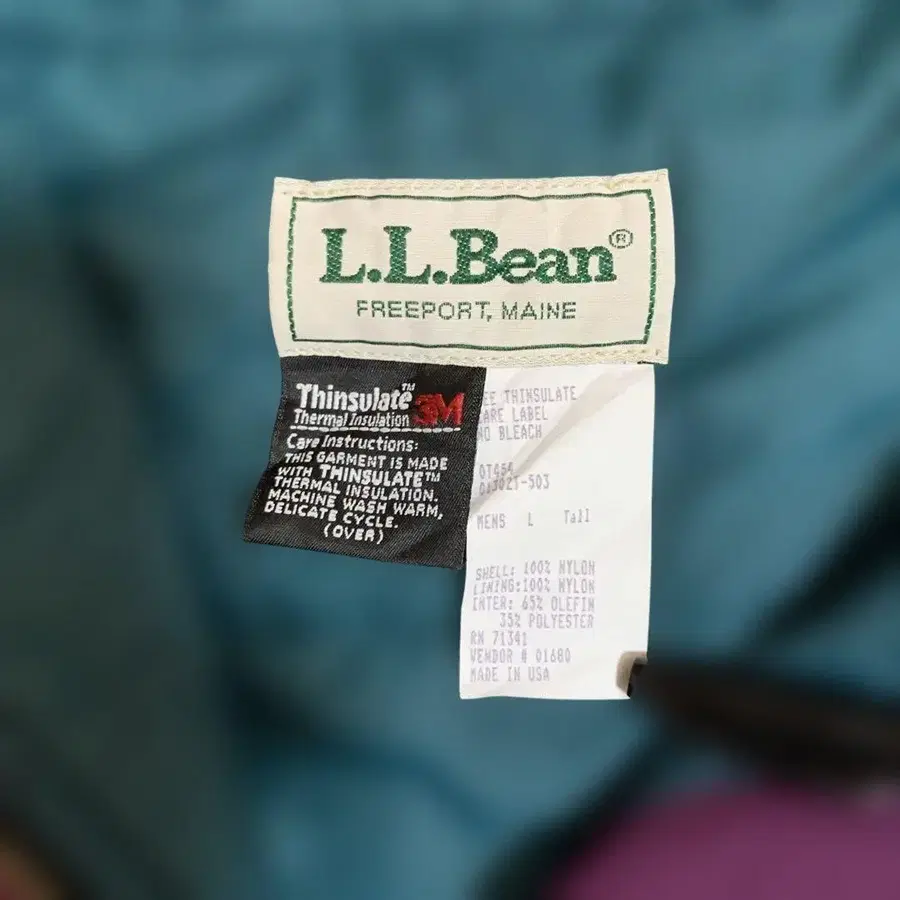 L.L.Bean®
FREEPORT, MAINE
Thinsulate™ 3M
Thermal Insulation
Care Instructions:
THIS GARMENT IS MADE
WITH THINSULATE™
THERMAL INSULATION.
MACHINE WASH WARM,
DELICATE CYCLE.
(OVER)
EE THINSULATE
ARE LABEL
NO BLEACH
MENS L Tall
SHELL: 100% NYLON
LINING:100% NYLON
INTER: 65% OLEFIN
35% POLYESTER
RN 71341
VENDOR # 01680
MADE IN USA